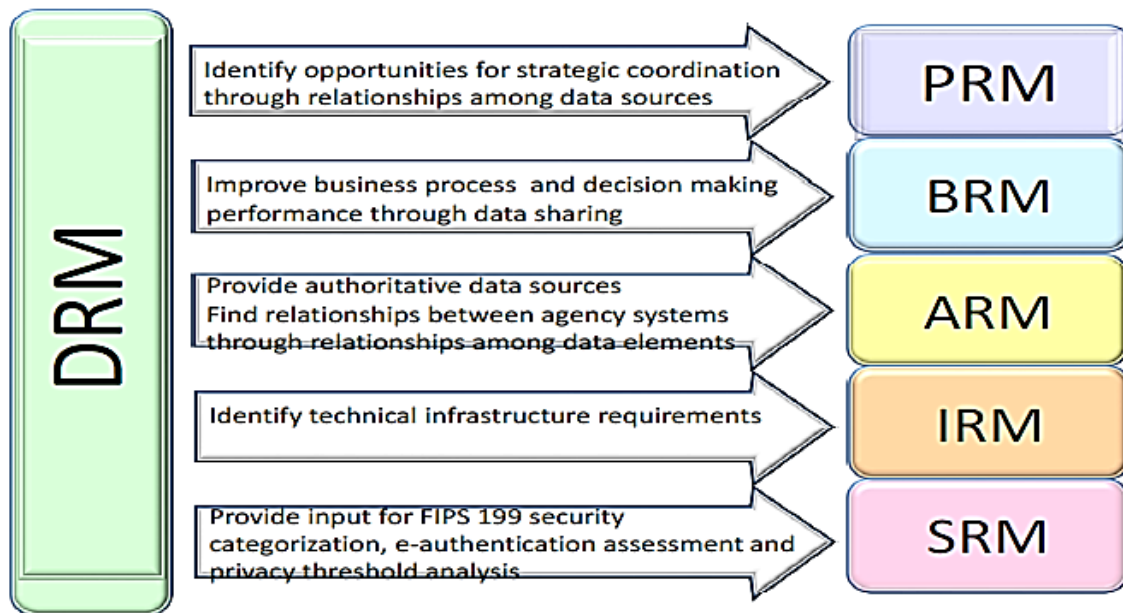 DRM
Identify opportunities for strategic coordination
through relationships among data sources
PRM
Improve business process and decision making
performance through data sharing
BRM
Provide authoritative data sources
Find relationships between agency systems
through relationships among data elements
ARM
Identify technical infrastructure requirements
IRM
Provide input for FIPS 199 security
categorization, e-authentication assessment and
privacy threshold analysis
SRM